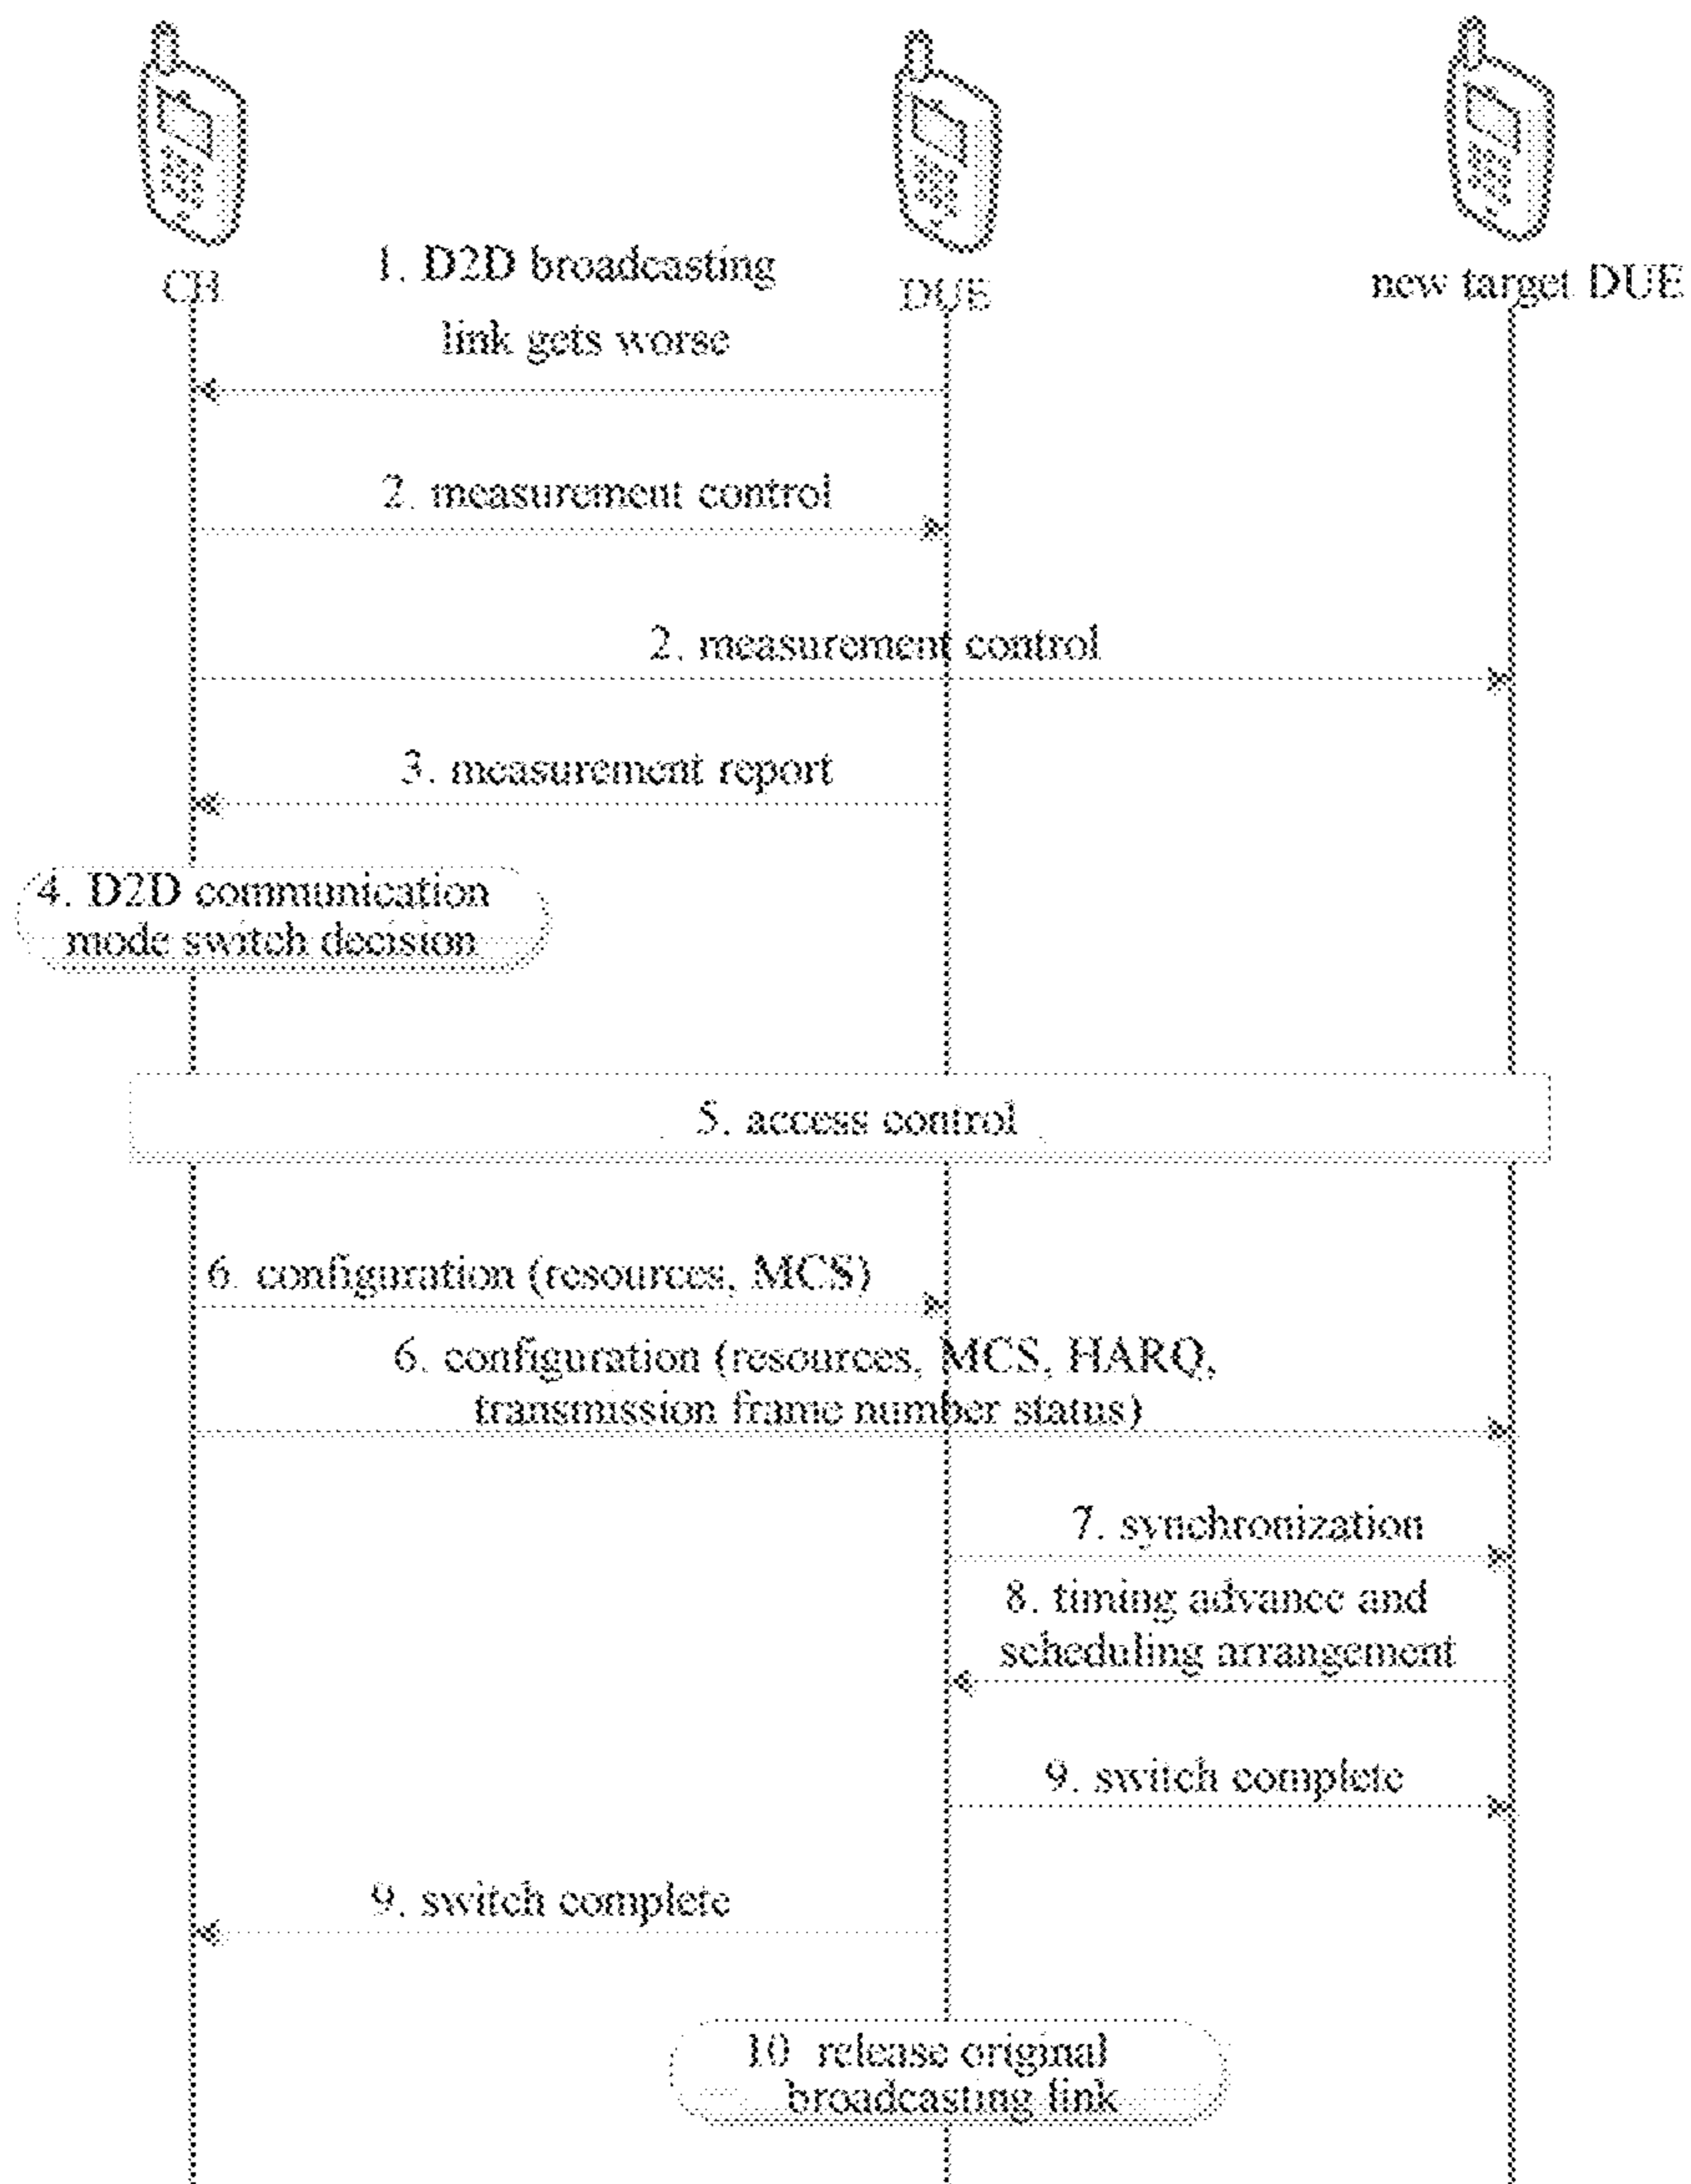 CH
DUE
new target DUE
1. D2D broadcasting
link gets worse
2. measurement control
2. measurement control
3. measurement report
4. D2D communication
mode switch decision
5. access control
6. configuration (resources, MCS)
6. configuration (resources, MCS, HARQ,
transmission frame number status)
7. synchronization
8. timing advance and
scheduling arrangement
9. switch complete
9. switch complete
10 release original
broadcasting link